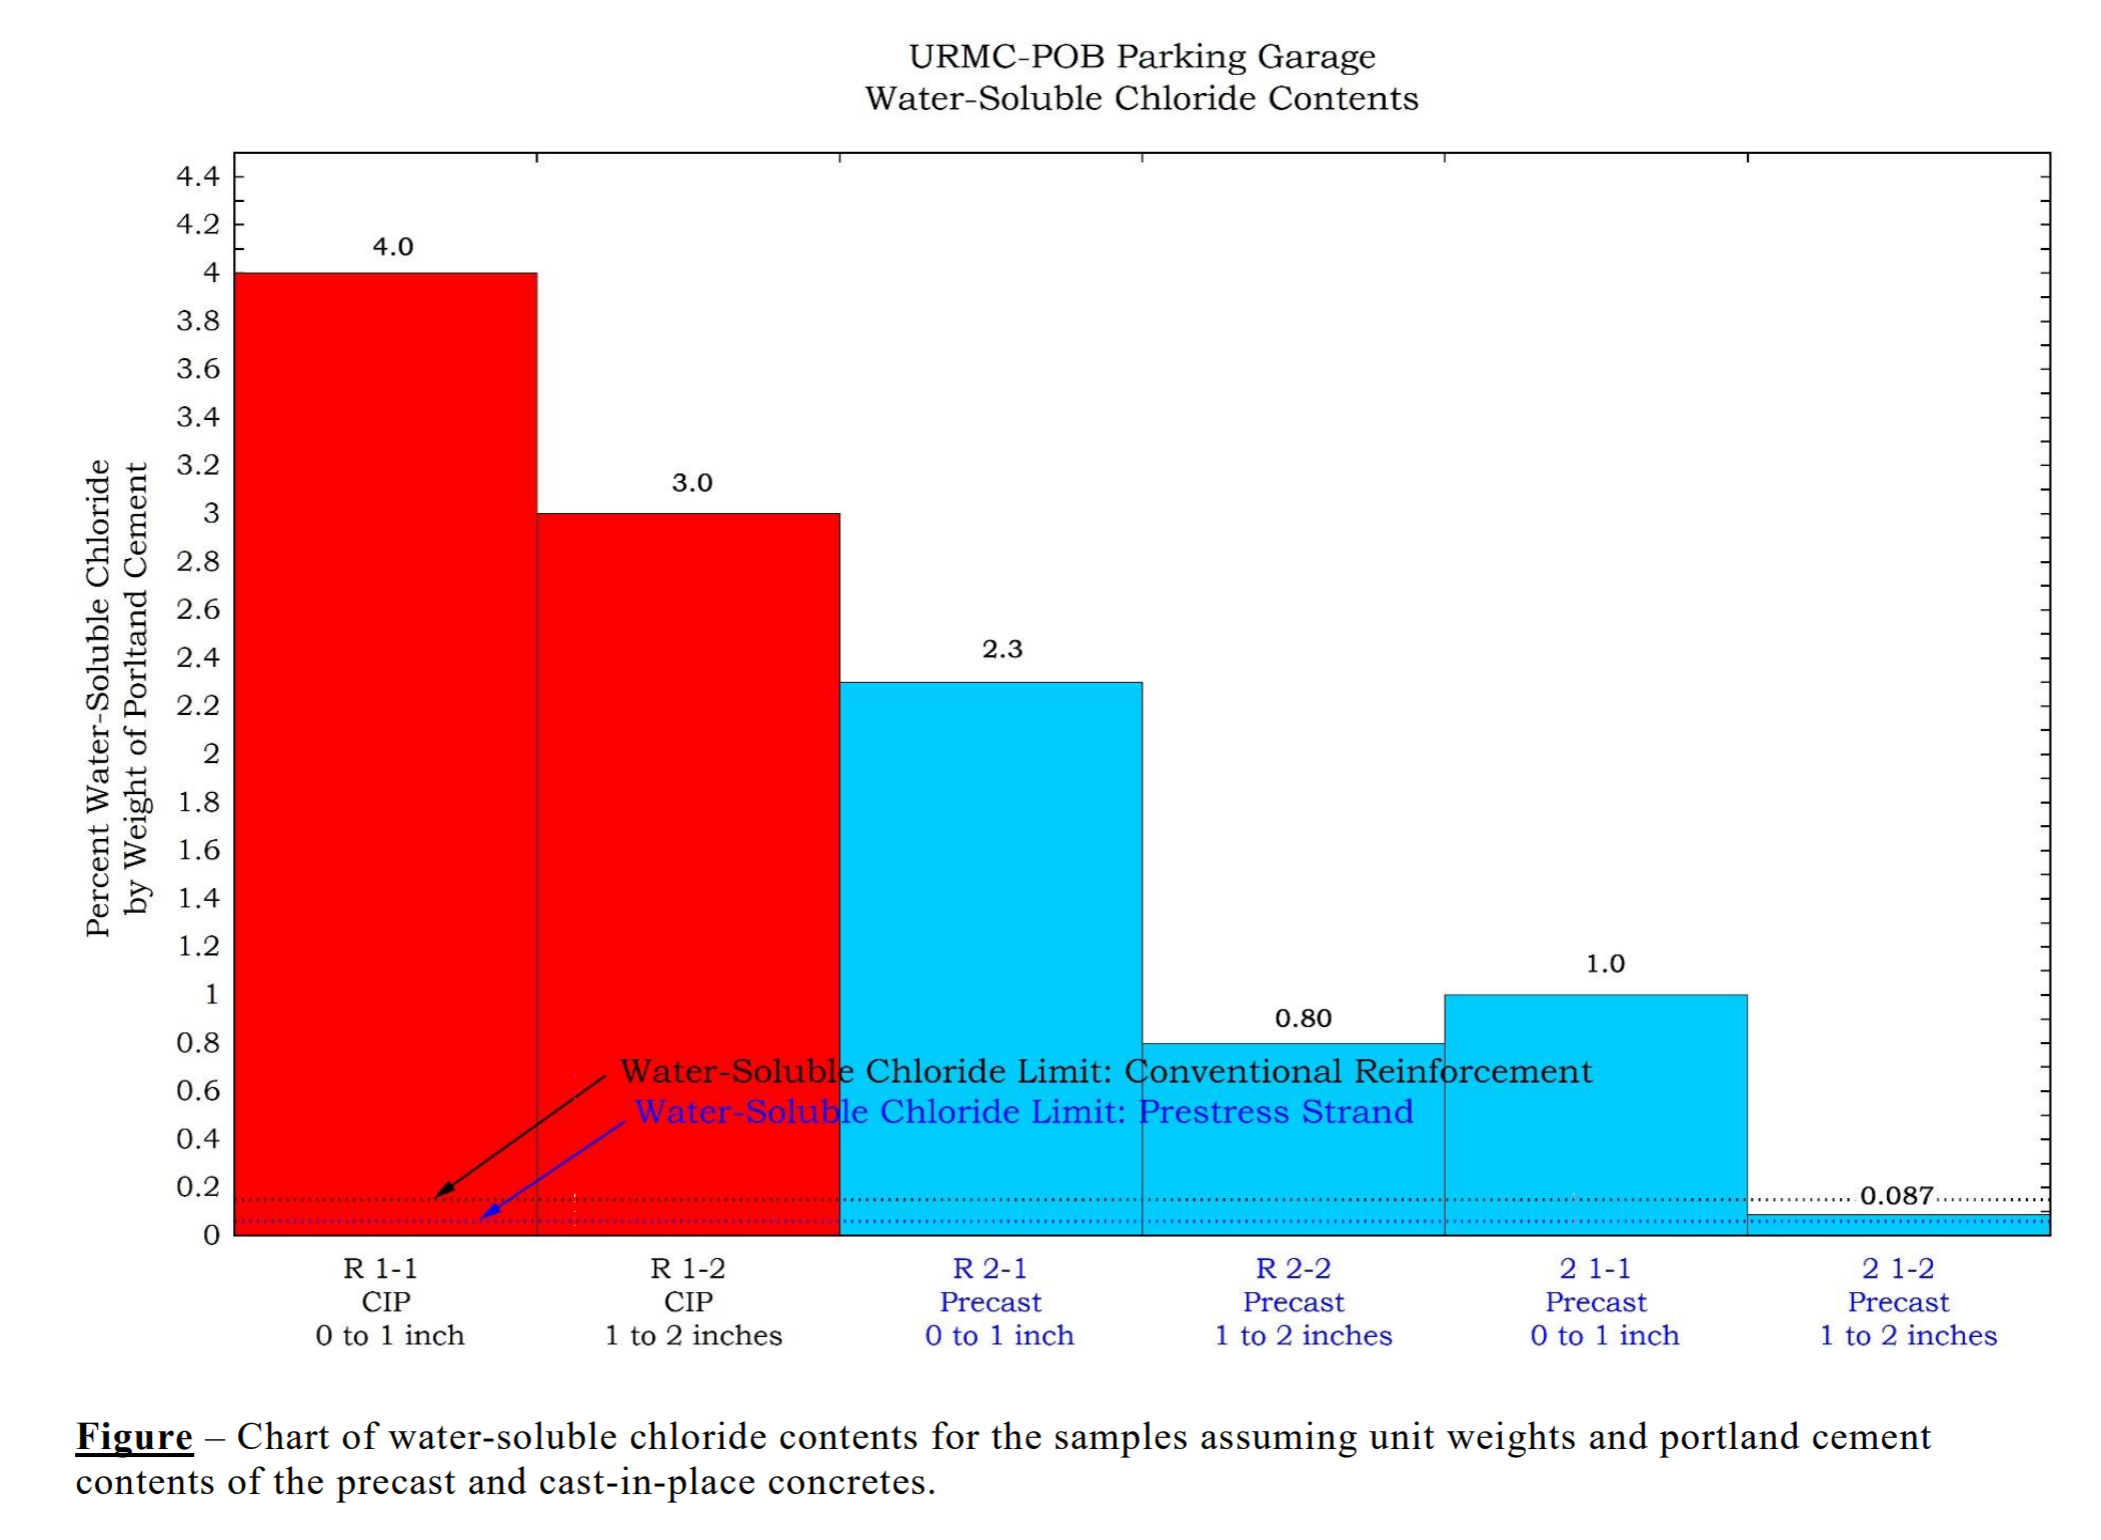 URMC-POB Parking Garage
Water-Soluble Chloride Contents
Percent Water-Soluble Chloride
by Weight of Porltand Cement
4.4
4.2
4
3.8
3.6
3.4
3.2
3
2.8
2.6
2.4
2.2
2
1.8
1.6
1.4
1.2
1
0.8
0.6
0.4
0.2
0
4.0
3.0
2.3
0.80
1.0
0.087
Water-Soluble Chloride Limit: Conventional Reinforcement
Water-Soluble Chloride Limit: Prestress Strand
R 1-1
CIP
0 to 1 inch
R 1-2
CIP
1 to 2 inches
R 2-1
Precast
0 to 1 inch
R 2-2
Precast
1 to 2 inches
2 1-1
Precast
0 to 1 inch
2 1-2
Precast
1 to 2 inches
Figure – Chart of water-soluble chloride contents for the samples assuming unit weights and portland cement
contents of the precast and cast-in-place concretes.